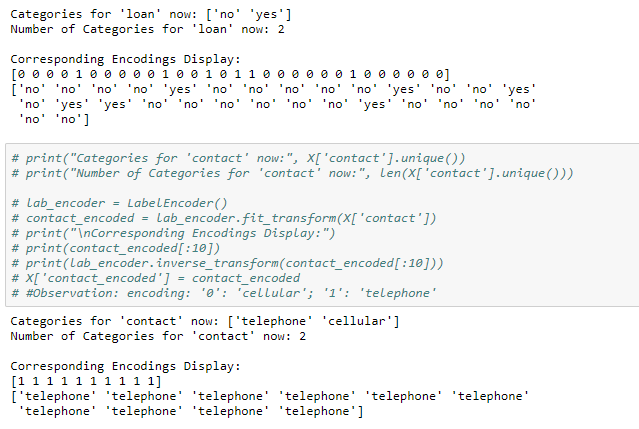 Categories for 'loan' now: ['no' 'yes']
Number of Categories for 'loan' now: 2
Corresponding Encodings Display:
[0 0 0 0 1 0 0 0 0 0 1 0 0 1 0 1 1 0 0 0 0 0 0 1 0 0 0 0 0 0 0]
['no' 'no' 'no' 'no' 'yes' 'no' 'no' 'no' 'no' 'no' 'yes' 'no' 'no' 'yes'
'no' 'yes' 'yes' 'no' 'no' 'no' 'no' 'no' 'no' 'yes' 'no' 'no' 'no' 'no'
'no' 'no']
# print("Categories for 'contact' now:", X['contact'].unique())
# print("Number of Categories for 'contact' now:", len(X['contact'].unique()))
# lab_encoder = LabelEncoder()
# contact_encoded = lab_encoder.fit_transform(X['contact'])
# print("\nCorresponding Encodings Display:")
# print(contact_encoded[:10])
# print(lab_encoder.inverse_transform(contact_encoded[:10]))
# X['contact_encoded'] = contact_encoded
# #Observation: encoding: '0': 'cellular'; '1': 'telephone'
Categories for 'contact' now: ['telephone' 'cellular']
Number of Categories for 'contact' now: 2
Corresponding Encodings Display:
[1 1 1 1 1 1 1 1 1 1]
['telephone' 'telephone' 'telephone' 'telephone' 'telephone' 'telephone'
'telephone' 'telephone' 'telephone' 'telephone']